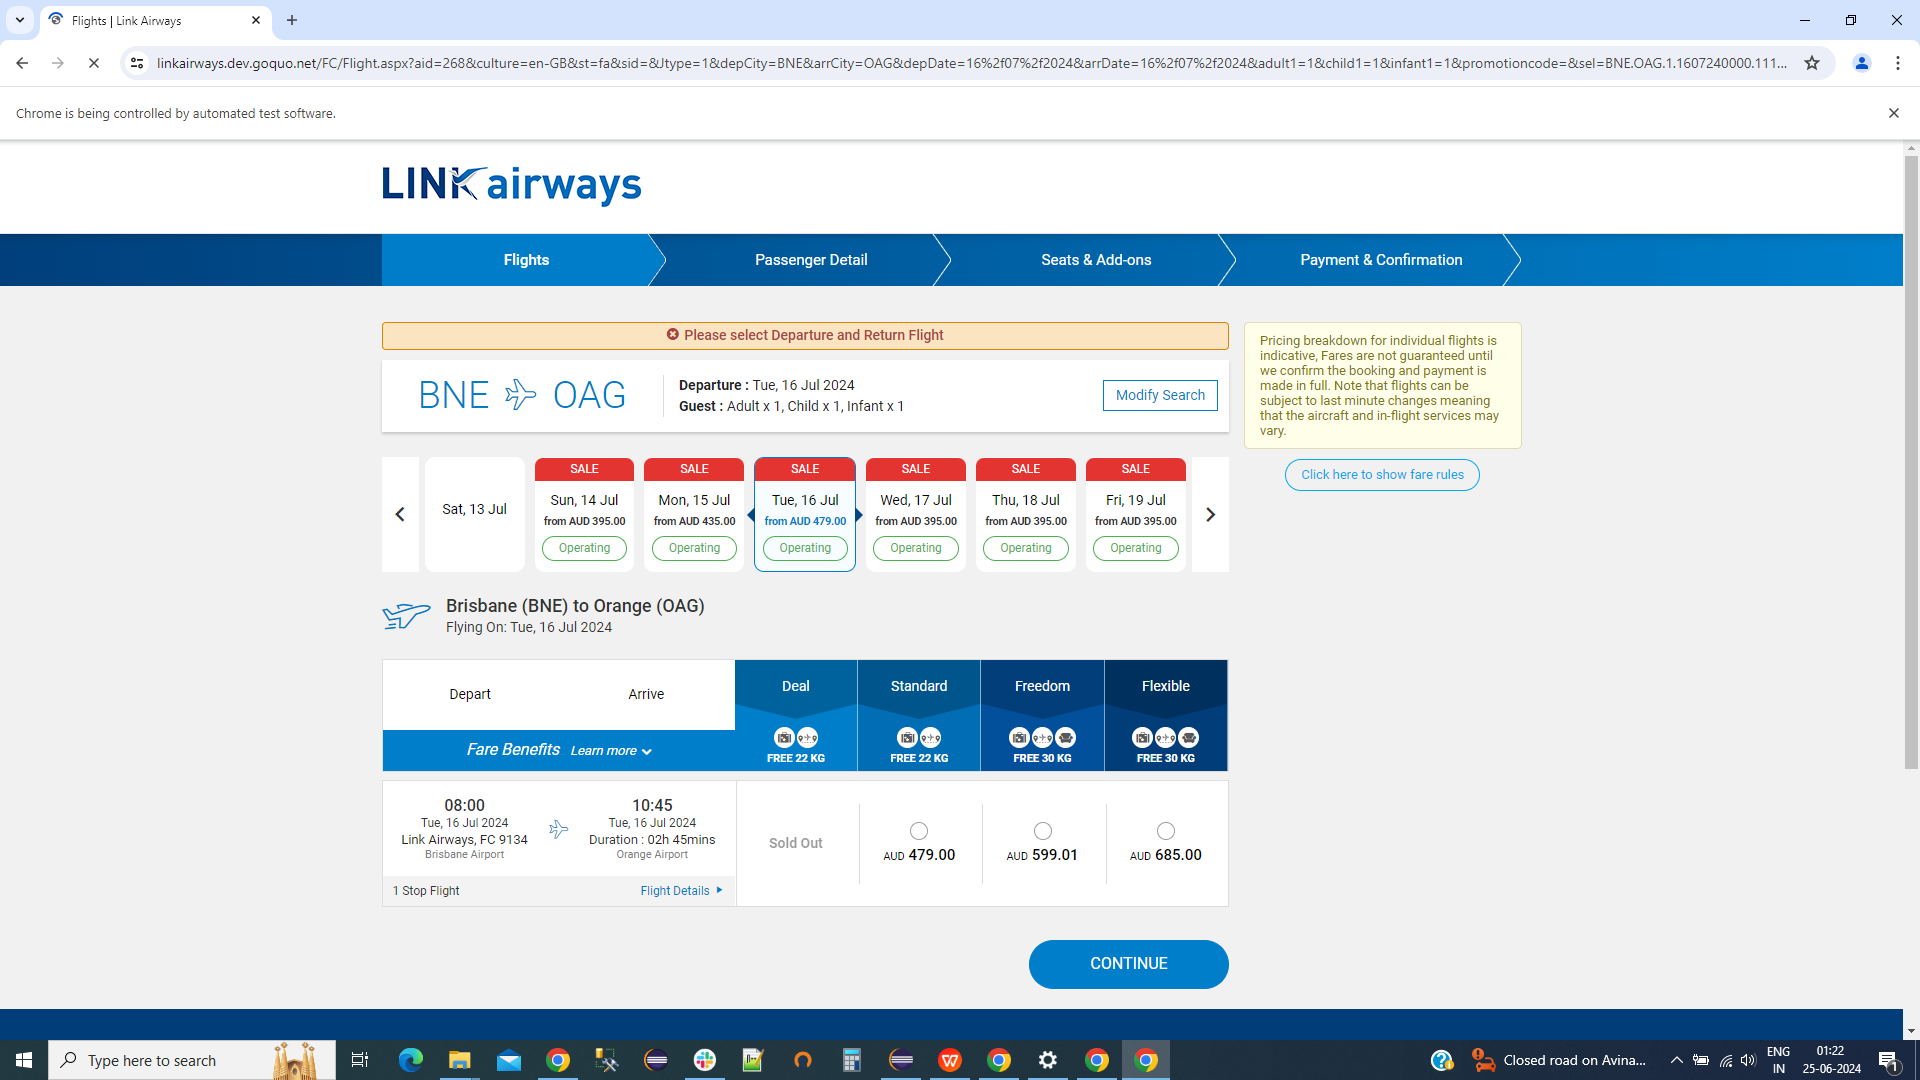 Flights | Link Airways
linkairways.dev.goquo.net/FC/Flight.aspx?aid=268&culture=en-GB&st=fa&sid=&Jtype=1&depCity=BNE&arrCity=OAG&depDate=16%2f07%2f2024&arrDate=16%2f07%2f2024&adult1=1&child1=1&infant1=1&promotioncode=&sel=BNE.OAG.1.1607240000.111...
Chrome is being controlled by automated test software.
LINK airways
Flights
Passenger Detail
Seats & Add-ons
Payment & Confirmation
Please select Departure and Return Flight
BNE OAG
Departure : Tue, 16 Jul 2024
Guest : Adult x 1, Child x 1, Infant x 1
Modify Search
Pricing breakdown for individual flights is
indicative, Fares are not guaranteed until
we confirm the booking and payment is
made in full. Note that flights can be
subject to last minute changes meaning
that the aircraft and in-flight services may
vary.
Click here to show fare rules
Sat, 13 Jul
SALE
Sun, 14 Jul
from AUD 395.00
Operating
SALE
Mon, 15 Jul
from AUD 435.00
Operating
SALE
Tue, 16 Jul
from AUD 479.00
Operating
SALE
Wed, 17 Jul
from AUD 395.00
Operating
SALE
Thu, 18 Jul
from AUD 395.00
Operating
SALE
Fri, 19 Jul
from AUD 395.00
Operating
Brisbane (BNE) to Orange (OAG)
Flying On: Tue, 16 Jul 2024
Depart
Arrive
Fare Benefits Learn more
Deal
FREE 22 KG
Standard
FREE 22 KG
Freedom
FREE 30 KG
Flexible
FREE 30 KG
08:00
Tue, 16 Jul 2024
Link Airways, FC 9134
Brisbane Airport
10:45
Tue, 16 Jul 2024
Duration : 02h 45mins
Orange Airport
1 Stop Flight
Flight Details
Sold Out
AUD 479.00
AUD 599.01
AUD 685.00
CONTINUE
Type here to search
Closed road on Avina...
ENG
IN
01:22
25-06-2024
1